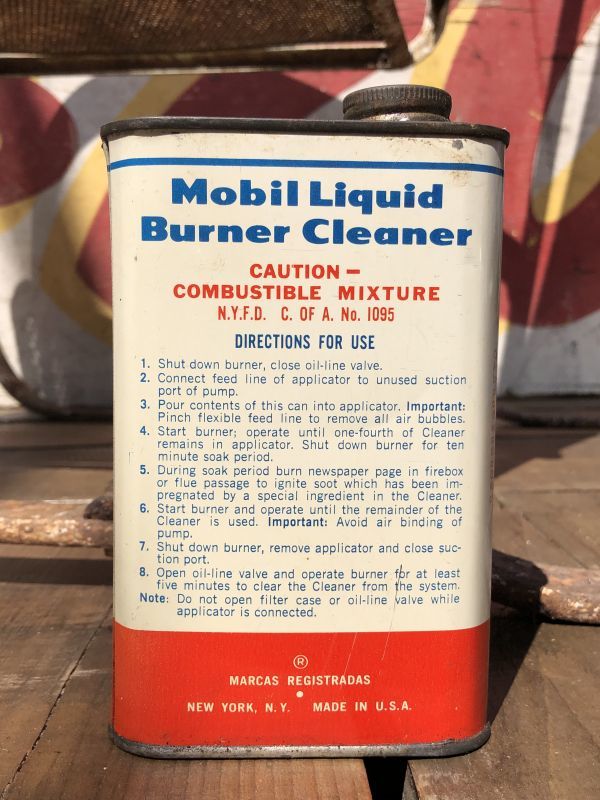 Mobil Liquid
Burner Cleaner
CAUTION –
COMBUSTIBLE MIXTURE
N.Y.F.D. C. OF A. No. 1095
DIRECTIONS FOR USE
1. Shut down burner, close oil-line valve.
2. Connect feed line of applicator to unused suction
port of pump.
3. Pour contents of this can into applicator. Important:
Pinch flexible feed line to remove all air bubbles.
4. Start burner; operate until one-fourth of Cleaner
remains in applicator. Shut down burner for ten
minute soak period.
5. During soak period burn newspaper page in firebox
or flue passage to ignite soot which has been im-
pregnated by a special ingredient in the Cleaner.
6. Start burner and operate until the remainder of the
Cleaner is used. Important: Avoid air binding of
pump.
7. Shut down burner, remove applicator and close suc-
tion port.
8. Open oil-line valve and operate burner for at least
five minutes to clear the Cleaner from the system.
Note: Do not open filter case or oil-line valve while
applicator is connected.
®
MARCAS REGISTRADAS
•
NEW YORK, N. Y. MADE IN U.S.A.